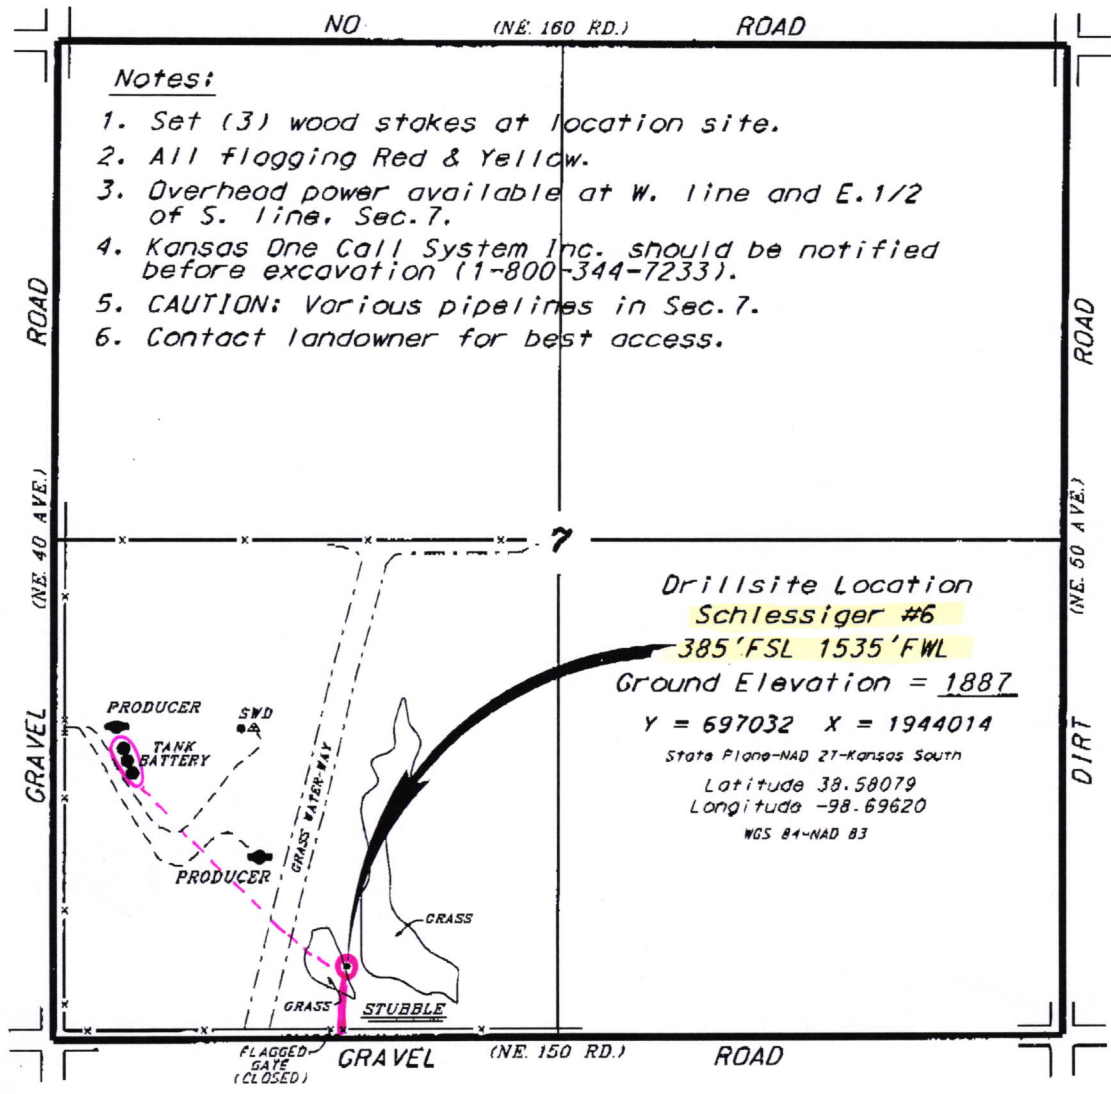 NO (NE. 160 RD.) ROAD
Notes:
1. Set (3) wood stakes at location site.
2. All flagging Red & Yellow.
3. Overhead power available at W. line and E.1/2
of S. line, Sec.7.
4. Kansas One Call System Inc. should be notified
before excavation (1-800-344-7233).
5. CAUTION: Various pipelines in Sec.7.
6. Contact landowner for best access.
ROAD
(NE. 40 AVE.)
GRAVEL
ROAD
(NE. 50 AVE.)
DIRT
7
Drillsite Location
Schlessiger #6
385'FSL 1535'FWL
Ground Elevation = 1887
Y = 697032 X = 1944014
State Plane-NAD 27-Kansas South
Latitude 38.58079
Longitude -98.69620
WGS 84-NAD 83
PRODUCER
SWD
TANK
BATTERY
GRASS WATER-WAY
PRODUCER
GRASS
GRASS
STUBBLE
FLAGGED
GATE
(CLOSED)
GRAVEL (NE. 150 RD.) ROAD